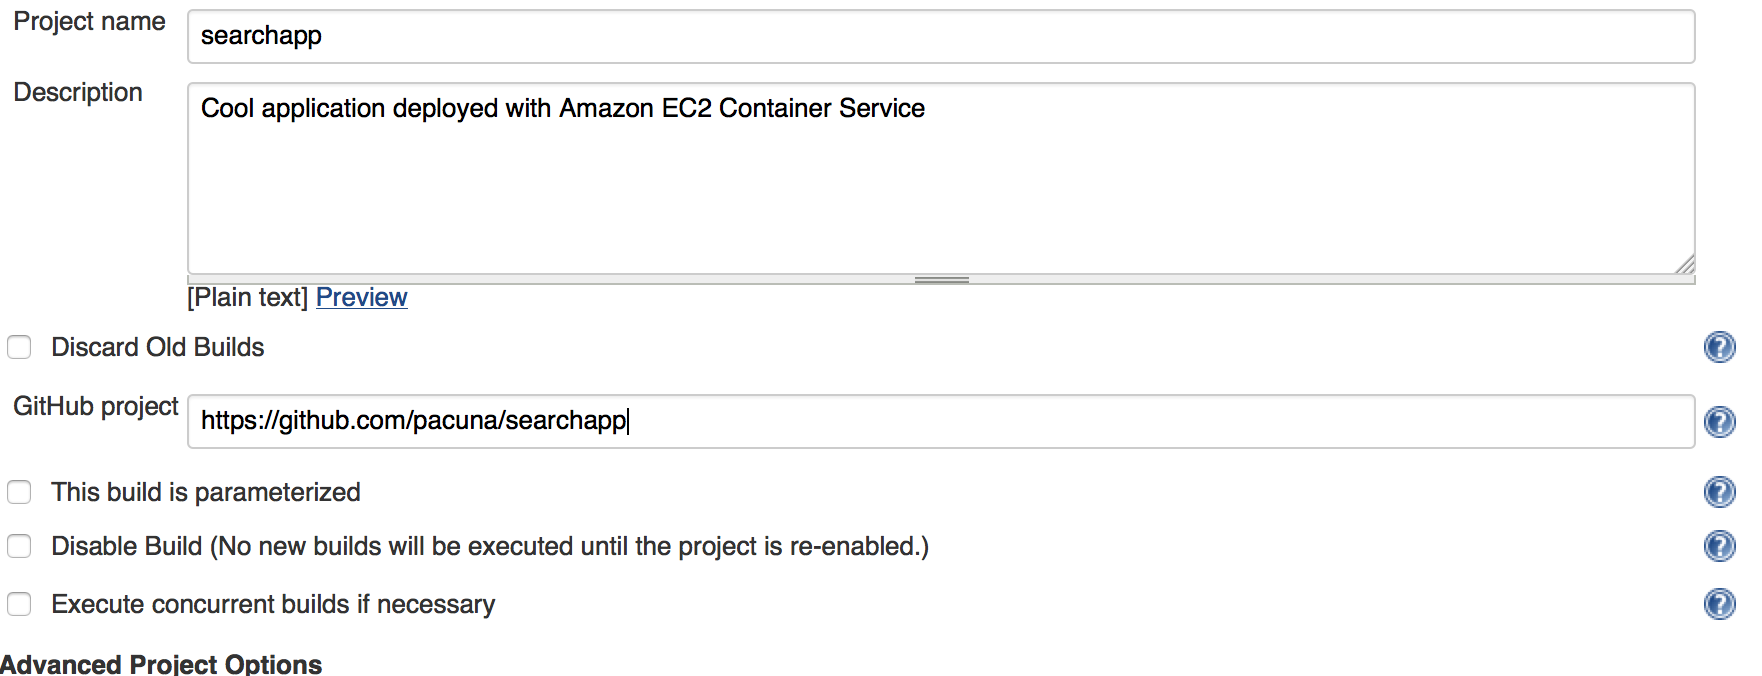 Project name
searchapp
Description
Cool application deployed with Amazon EC2 Container Service
[Plain text] Preview
Discard Old Builds
GitHub project
https://github.com/pacuna/searchapp
This build is parameterized
Disable Build (No new builds will be executed until the project is re-enabled.)
Execute concurrent builds if necessary
Advanced Project Options